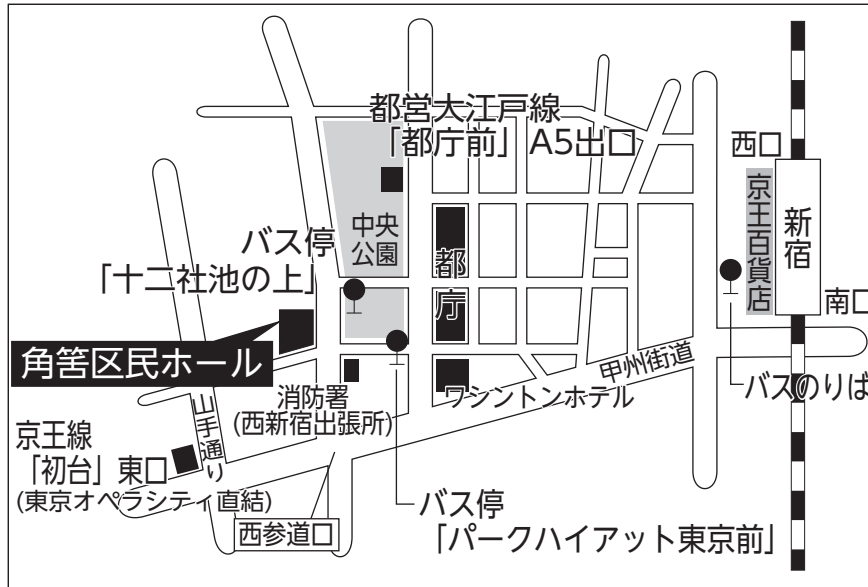 都営大江戸線
「都庁前」A5出口
西口
京王百貨店
新宿
南口
中央
公園
都庁
バス停
「十二社池の上」
角筈区民ホール
甲州街道
バスのりば
消防署
(西新宿出張所)
ワシントンホテル
山手通り
京王線
「初台」東口
(東京オペラシティ直結)
西参道口
バス停
「パークハイアット東京前」